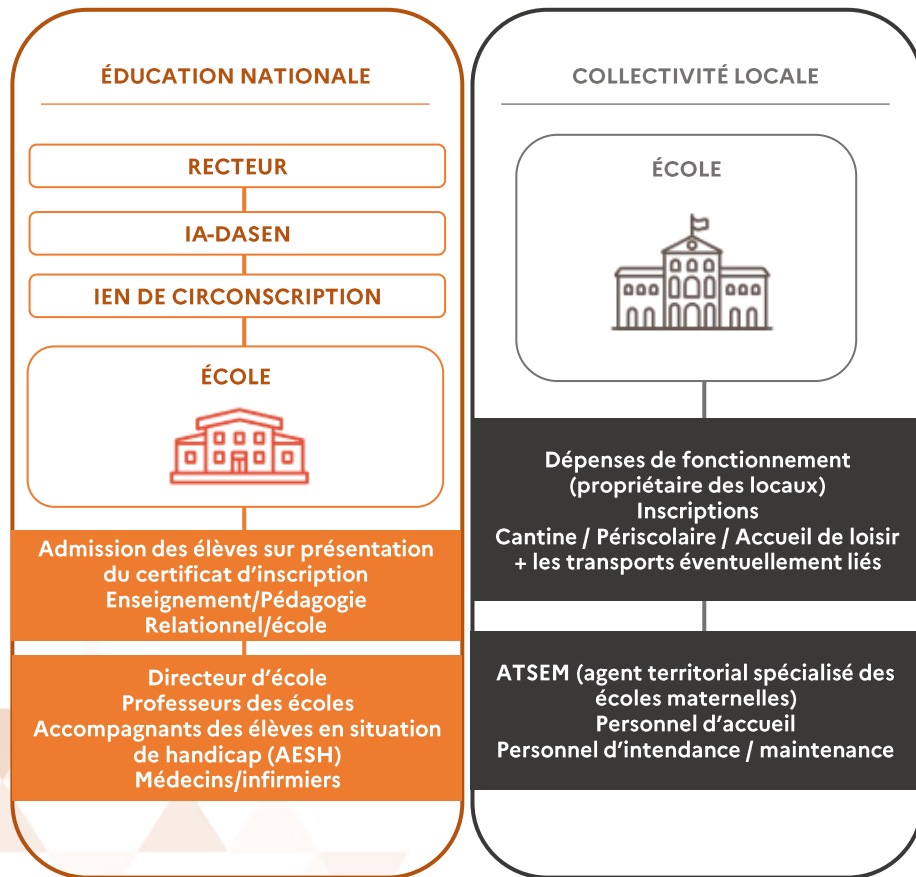 ÉDUCATION NATIONALE
RECTEUR
IA-DASEN
IEN DE CIRCONSCRIPTION
ÉCOLE
Admission des élèves sur présentation
du certificat d'inscription
Enseignement/Pédagogie
Relationnel/école
Directeur d'école
Professeurs des écoles
Accompagnants des élèves en situation
de handicap (AESH)
Médecins/infirmiers
COLLECTIVITÉ LOCALE
ÉCOLE
Dépenses de fonctionnement
(propriétaire des locaux)
Inscriptions
Cantine / Périscolaire / Accueil de loisir
+ les transports éventuellement liés
ATSEM (agent territorial spécialisé des
écoles maternelles)
Personnel d'accueil
Personnel d'intendance / maintenance